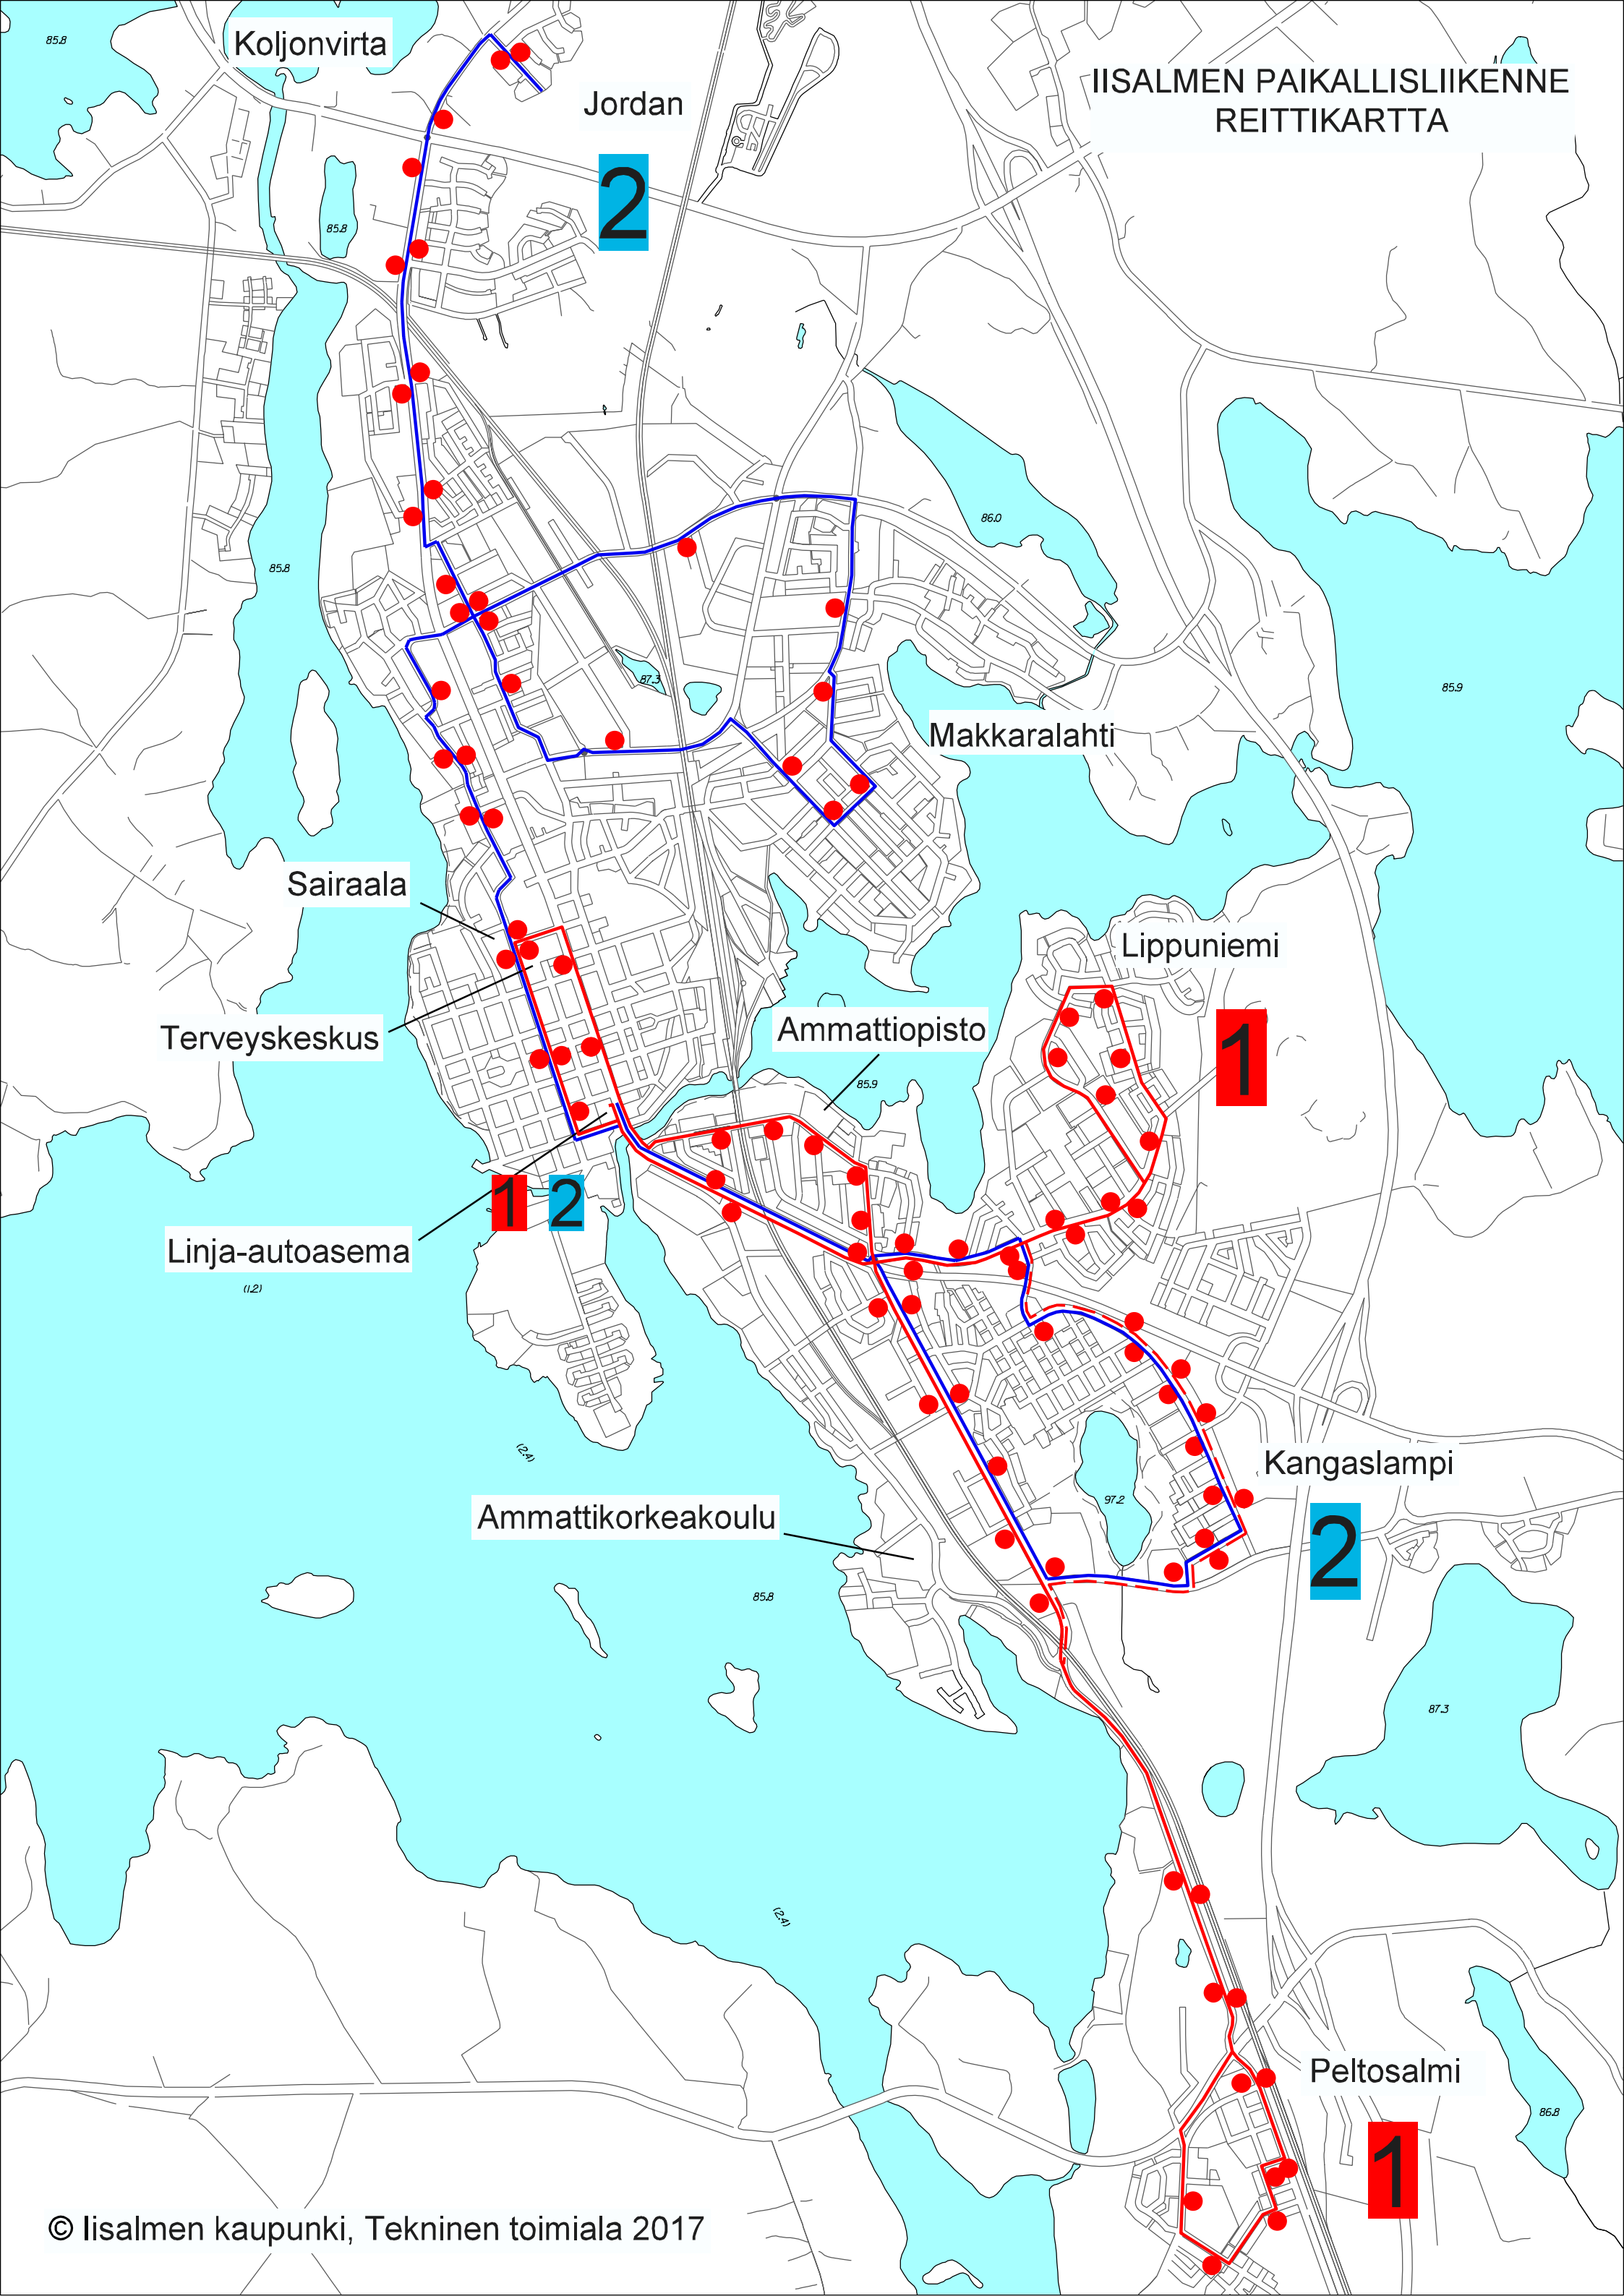 85.8
Koljonvirta
IISALMEN PAIKALLISLIIKENNE
REITTIKARTTA
Jordan
2
85.8
86.0
85.8
87.3
85.9
Makkaralahti
Sairaala
Lippuniemi
Terveyskeskus
Ammattiopisto
1
85.9
1 2
Linja-autoasema
(1.2)
(2.4)
Kangaslampi
97.2
Ammattikorkeakoulu
2
85.8
87.3
(2.4)
Peltosalmi
86.8
1
© Iisalmen kaupunki, Tekninen toimiala 2017